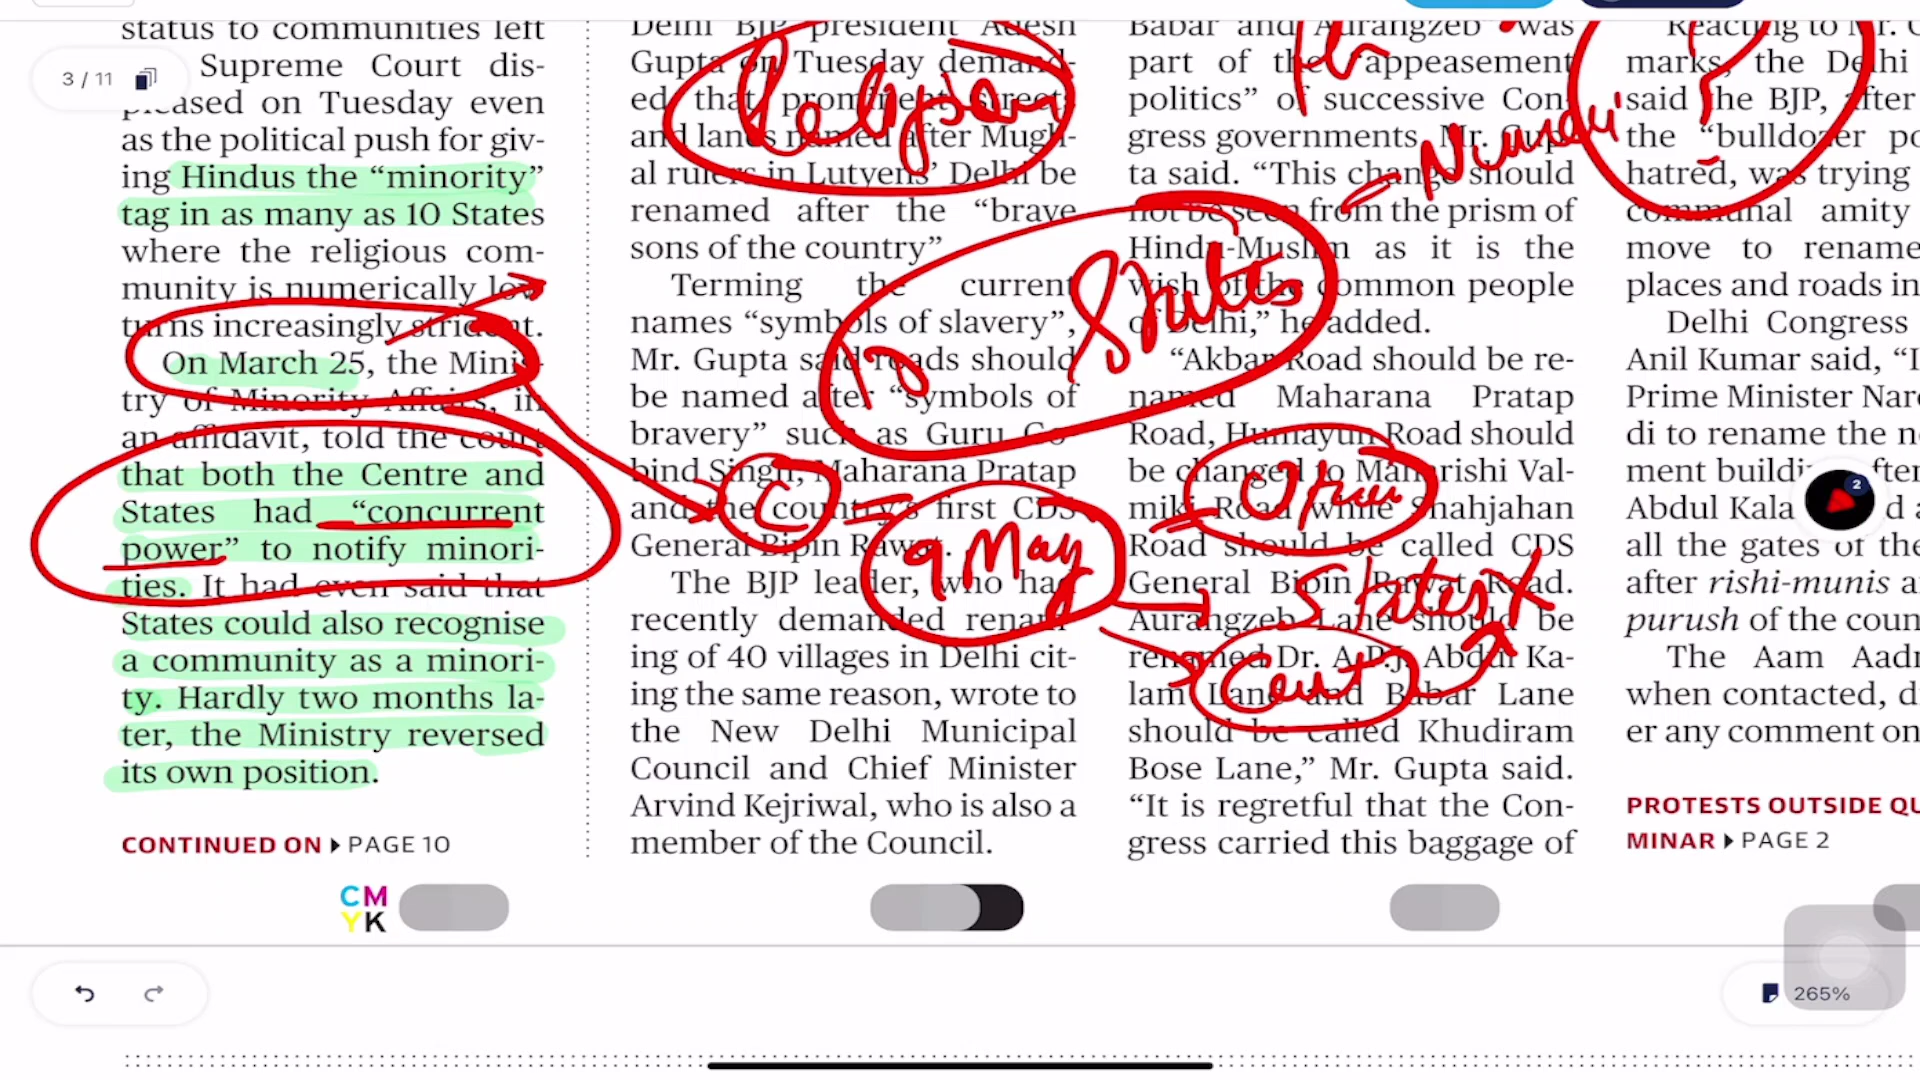 3 / 11
status to communities left
Supreme Court dis-
pleased on Tuesday even
as the political push for giv-
ing Hindus the “minority”
tag in as many as 10 States
where the religious com-
munity is numerically low
turns increasingly strident.
On March 25, the Minis-
try of Minority Affairs, in
an affidavit, told the court
that both the Centre and
States had “concurrent
power” to notify minori-
ties. It had even said that
States could also recognise
a community as a minori-
ty. Hardly two months la-
ter, the Ministry reversed
its own position.
CONTINUED ON PAGE 10
Delhi BJP president Adesh
Gupta on Tuesday demand-
ed that prominent streets
and lanes named after Mugh-
al rulers in Lutyens’ Delhi be
renamed after the “brave
sons of the country”
Terming the current
names “symbols of slavery”,
Mr. Gupta said roads should
be named after “symbols of
bravery” such as Guru Go-
bind Singh, Maharana Pratap
and the country’s first CDS
General Bipin Rawat.
The BJP leader, who had
recently demanded renam-
ing of 40 villages in Delhi cit-
ing the same reason, wrote to
the New Delhi Municipal
Council and Chief Minister
Arvind Kejriwal, who is also a
member of the Council.
Babar and Aurangzeb was
part of the “appeasement
politics” of successive Con-
gress governments, Mr. Gup-
ta said. “This change should
not be seen from the prism of
Hindu-Muslim as it is the
wish of the common people
of Delhi,” he added.
“Akbar Road should be re-
named Maharana Pratap
Road, Humayun Road should
be changed to Maharishi Val-
miki Road while Shahjahan
Road should be called CDS
General Bipin Rawat Road.
Aurangzeb Lane should be
renamed Dr. A.P.J. Abdul Ka-
lam Lane and Babar Lane
should be called Khudiram
Bose Lane,” Mr. Gupta said.
“It is regretful that the Con-
gress carried this baggage of
Reacting to Mr. G
marks, the Delhi
said the BJP, after
the “bulldozer po
hatred, was trying
communal amity
move to rename
places and roads in
Delhi Congress
Anil Kumar said, “I
Prime Minister Nare
di to rename the ne
ment buildi after
Abdul Kala d a
all the gates of the
after rishi-munis a
purush of the coun
The Aam Aadm
when contacted, d
er any comment on
PROTESTS OUTSIDE QU
MINAR PAGE 2
Religion
10 States
?
C
9 May
States X
Cent
2
CM
YK
265%